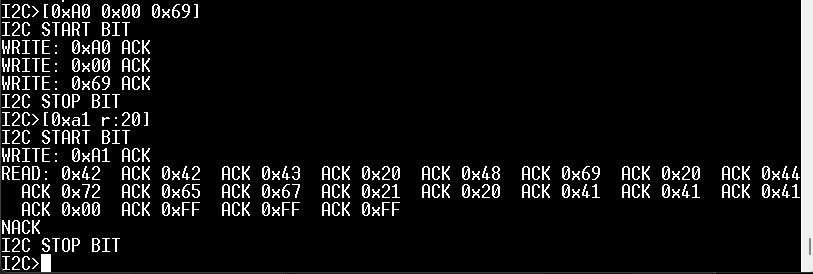 I2C>[0xA0 0x00 0x69]
I2C START BIT
WRITE: 0xA0 ACK
WRITE: 0x00 ACK
WRITE: 0x69 ACK
I2C STOP BIT
I2C>[0xa1 r:20]
I2C START BIT
WRITE: 0xA1 ACK
READ: 0x42  ACK 0x42  ACK 0x43  ACK 0x20  ACK 0x48  ACK 0x69  ACK 0x20  ACK 0x44
  ACK 0x72  ACK 0x65  ACK 0x67  ACK 0x21  ACK 0x20  ACK 0x41  ACK 0x41  ACK 0x41
  ACK 0x00  ACK 0xFF  ACK 0xFF  ACK 0xFF
NACK
I2C STOP BIT
I2C>